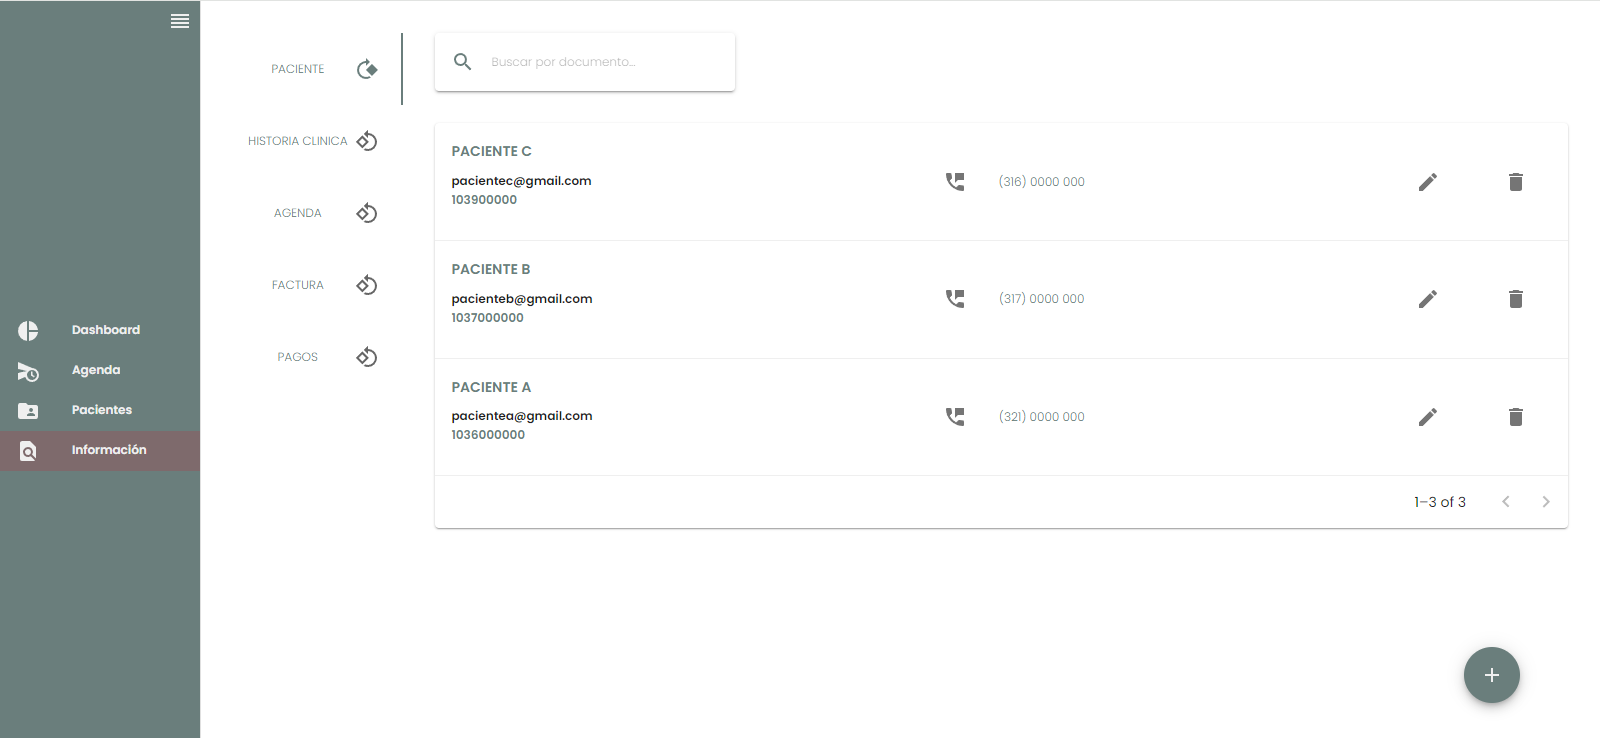 Dashboard
Agenda
Pacientes
Información
PACIENTE
HISTORIA CLINICA
AGENDA
FACTURA
PAGOS
Buscar por documento...
PACIENTE C
pacientec@gmail.com
103900000
(316) 0000 000
PACIENTE B
pacienteb@gmail.com
1037000000
(317) 0000 000
PACIENTE A
pacientea@gmail.com
1036000000
(321) 0000 000
1–3 of 3